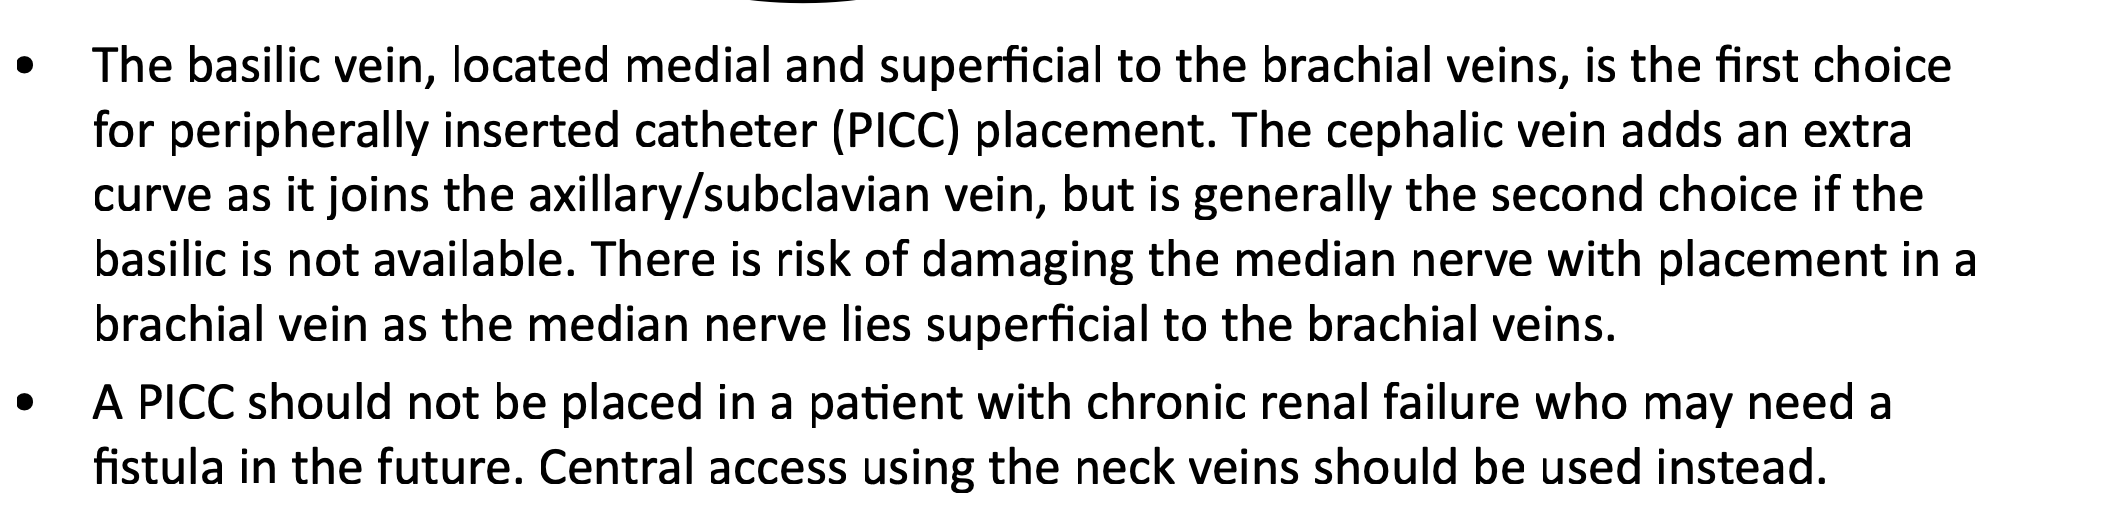 • The basilic vein, located medial and superficial to the brachial veins, is the first choice
for peripherally inserted catheter (PICC) placement. The cephalic vein adds an extra
curve as it joins the axillary/subclavian vein, but is generally the second choice if the
basilic is not available. There is risk of damaging the median nerve with placement in a
brachial vein as the median nerve lies superficial to the brachial veins.
• A PICC should not be placed in a patient with chronic renal failure who may need a
fistula in the future. Central access using the neck veins should be used instead.